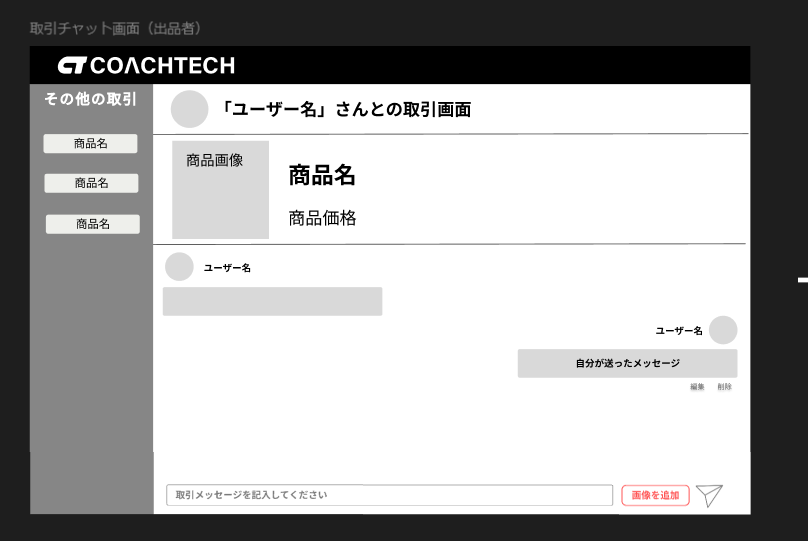 取引チャット画面（出品者）
COACHTECH
その他の取引
商品名
商品名
商品名
「ユーザー名」さんとの取引画面
商品画像
商品名
商品価格
ユーザー名
ユーザー名
自分が送ったメッセージ
編集 削除
取引メッセージを記入してください
画像を追加